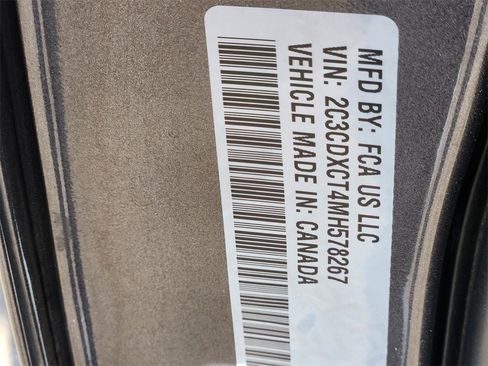 MFD BY: FCA US LLC
VIN: 2C3CDXCT4MH578267
VEHICLE MADE IN: CANADA